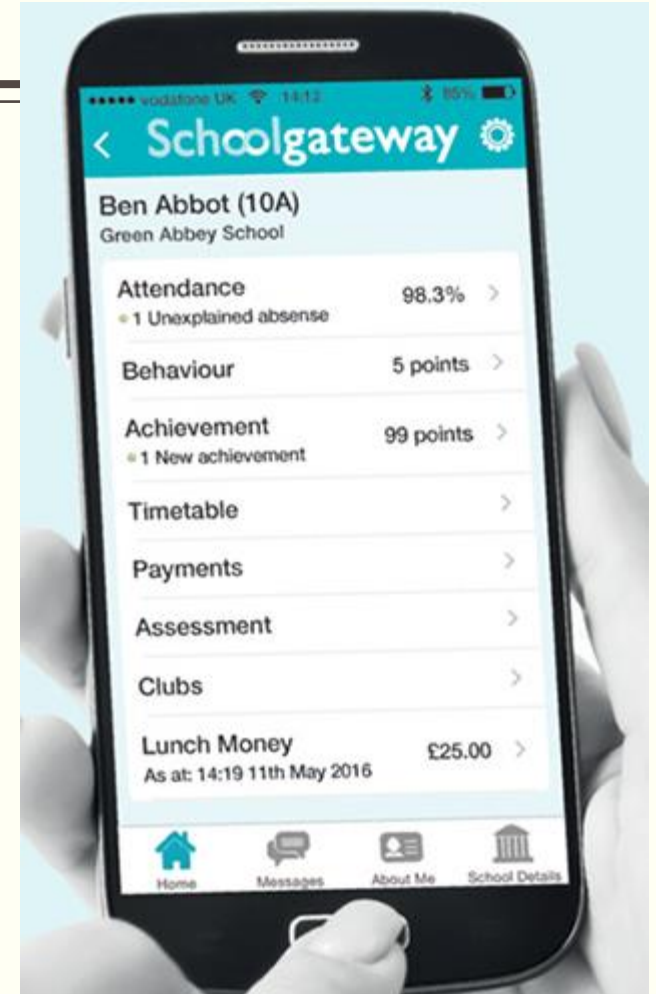 vodafone UK 14:12 85%
Schoolgateway
Ben Abbot (10A)
Green Abbey School
Attendance 98.3%
1 Unexplained absense
Behaviour 5 points
Achievement 99 points
1 New achievement
Timetable
Payments
Assessment
Clubs
Lunch Money £25.00
As at: 14:19 11th May 2016
Home Messages About Me School Details